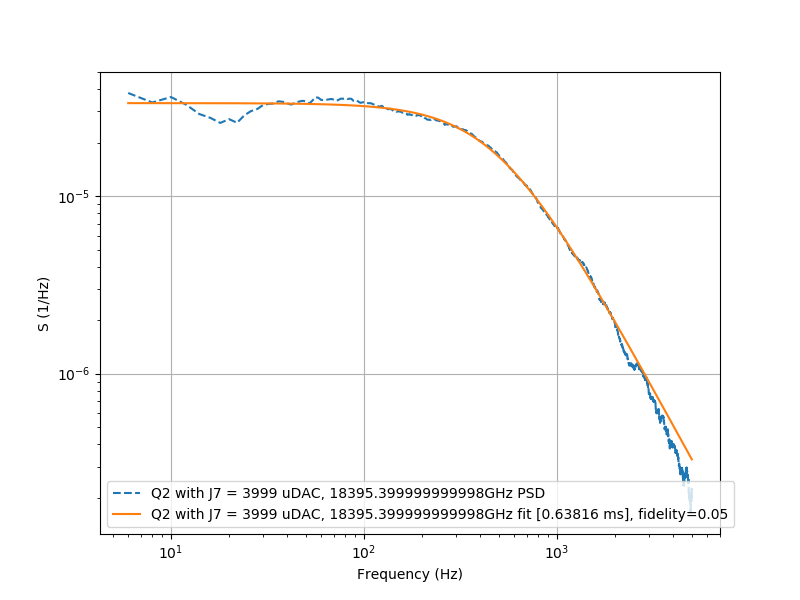 S (1/Hz)
10⁻⁵
10⁻⁶
Q2 with J7 = 3999 uDAC, 18395.399999999998GHz PSD
Q2 with J7 = 3999 uDAC, 18395.399999999998GHz fit [0.63816 ms], fidelity=0.05
10¹ 10² 10³
Frequency (Hz)